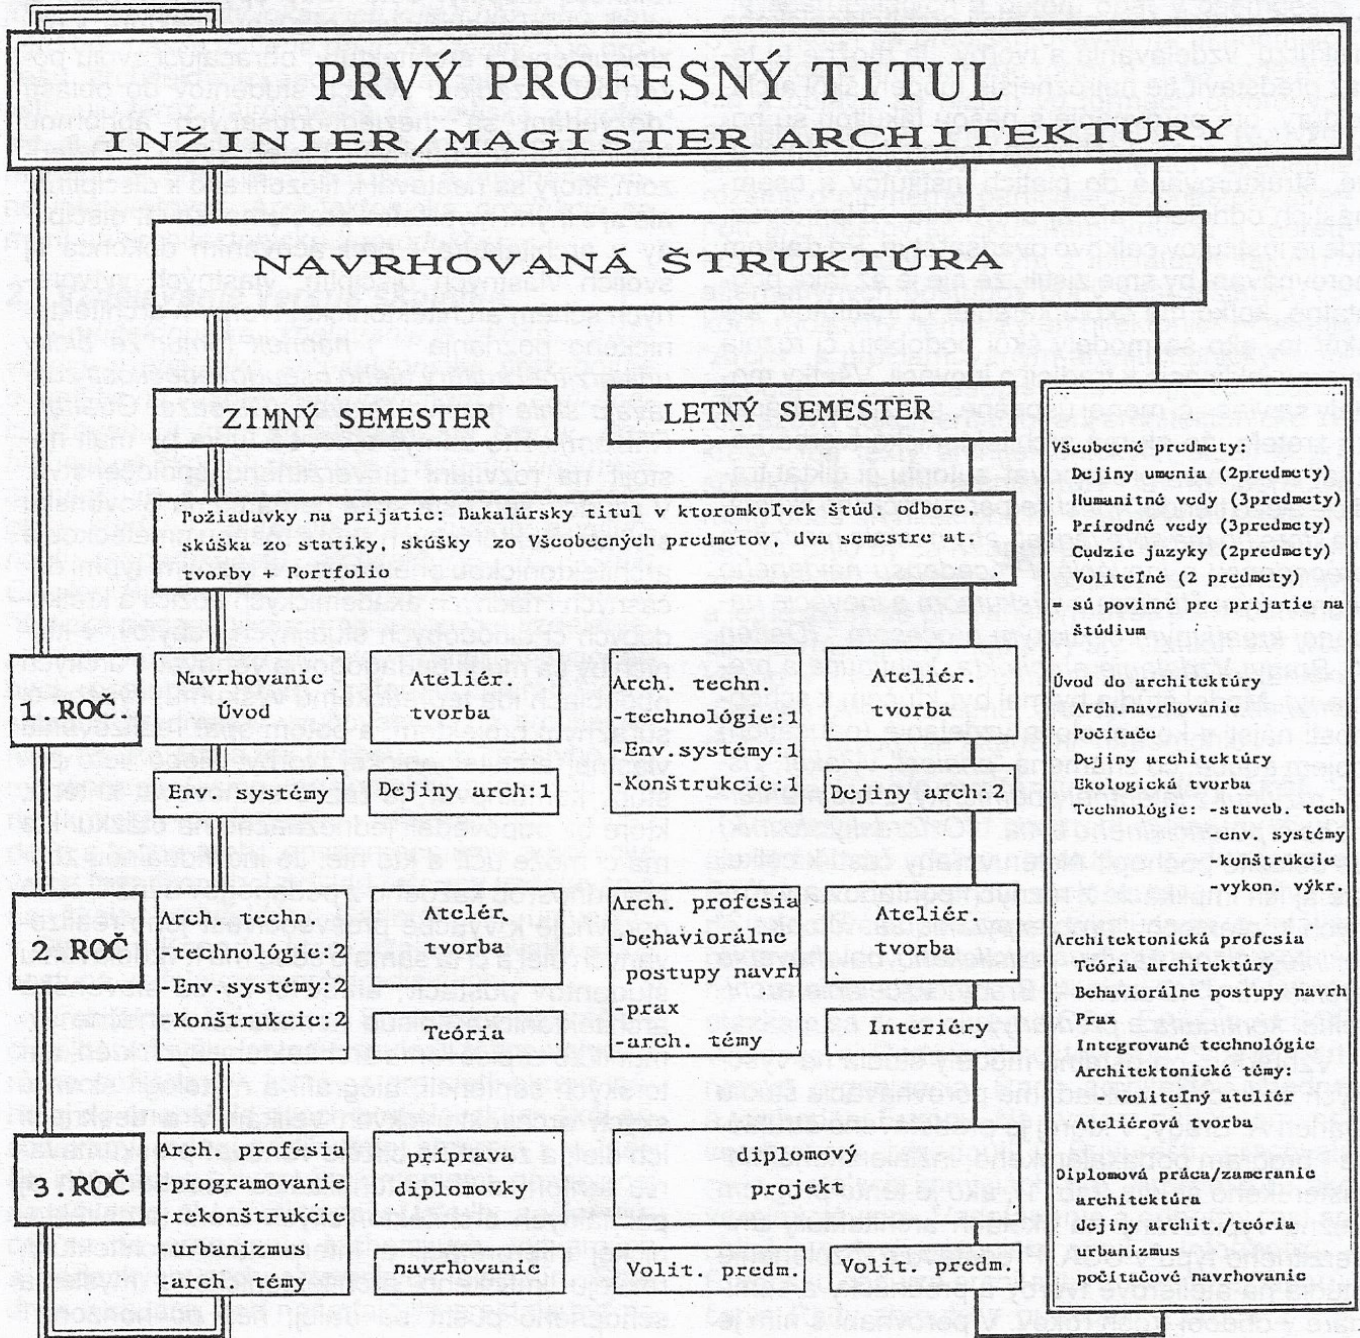 PRVÝ PROFESNÝ TITUL
INŽINIER/MAGISTER ARCHITEKTÚRY
NAVRHOVANÁ ŠTRUKTÚRA
ZIMNÝ SEMESTER
LETNÝ SEMESTER
Požiadavky na prijatie: Bakalársky titul v ktoromkoľvek štúd. odbore,
skúška zo statiky, skúšky zo Všeobecných predmetov, dva semestre at.
tvorby + Portfolio
1. ROČ.
Navrhovanie
Úvod
Ateliér.
tvorba
Arch. techn.
-technológie:1
-Env.systémy:1
-Konštrukcie:1
Ateliér.
tvorba
Env. systémy
Dejiny arch:1
Dejiny arch:2
2. ROČ.
Arch. techn.
-Technológie:2
-Env.systémy:2
-Konštrukcie:2
Ateliér.
tvorba
Teória
Arch. profesia
-behaviorálne
postupy navrh
-prax
-arch. témy
Ateliér.
tvorba
Interiéry
3. ROČ.
Arch. profesia
-programovanie
-rekonštrukcie
-urbanizmus
-arch. témy
príprava
diplomovky
Počít.
navrhovanie
diplomový
projekt
Volit. predm.
Volit. predm.
Všeobecné predmety:
Dejiny umenia (2predmety)
Humanitné vedy (3predmety)
Prírodné vedy (3predmety)
Cudzie jazyky (2predmety)
Voliteľné (2 predmety)
= sú povinné pre prijatie na
štúdium
Úvod do architektúry
Arch.navrhovanie
Počítače
Dejiny architektúry
Ekologická tvorba
Technológie -staveb. tech
-env. systémy
-konštrukcie
-vykon. výkr.
Architektonická profesia
Teória architektúry
Behaviorálne postupy navrh
Prax
Integrované technológie
Architektonické témy:
- voliteľný ateliér
Ateliérová tvorba
Diplomová práca/zamerania
architektúra
dejiny archit./teória
urbanizmus
počítačové navrhovanie